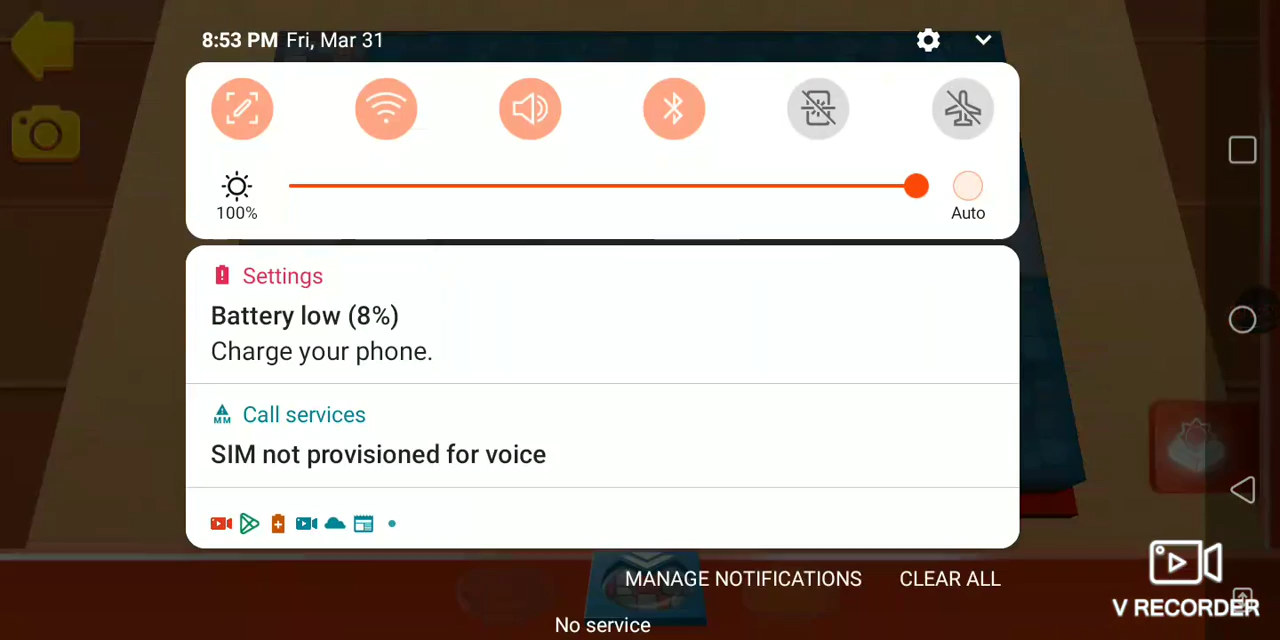 8:53 PM Fri, Mar 31
100%
Auto
Settings
Battery low (8%)
Charge your phone.
Call services
SIM not provisioned for voice
MANAGE NOTIFICATIONS CLEAR ALL
No service
V RECORDER